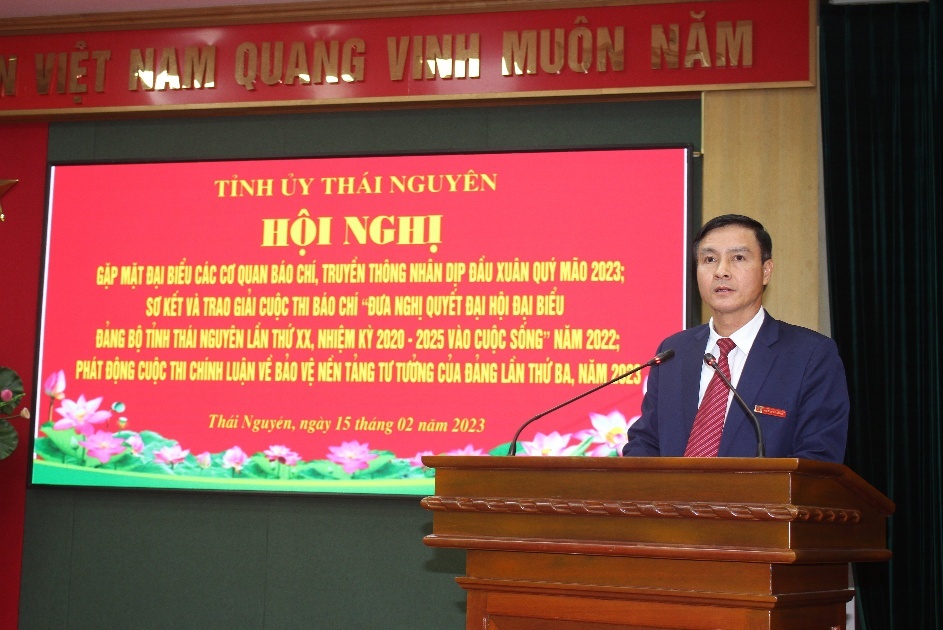 VIỆT NAM QUANG VINH MUÔN NĂM
TỈNH ỦY THÁI NGUYÊN
HỘI NGHỊ
GẶP MẶT ĐẠI BIỂU CÁC CƠ QUAN BÁO CHÍ, TRUYỀN THÔNG NHÂN DỊP ĐẦU XUÂN QUÝ MÃO 2023;
SƠ KẾT VÀ TRAO GIẢI CUỘC THI BÁO CHÍ "ĐƯA NGHỊ QUYẾT ĐẠI HỘI ĐẠI BIỂU
ĐẢNG BỘ TỈNH THÁI NGUYÊN LẦN THỨ XX, NHIỆM KỲ 2020 - 2025 VÀO CUỘC SỐNG" NĂM 2022;
PHÁT ĐỘNG CUỘC THI CHÍNH LUẬN VỀ BẢO VỆ NỀN TẢNG TƯ TƯỞNG CỦA ĐẢNG LẦN THỨ BA, NĂM 2023
Thái Nguyên, ngày 15 tháng 02 năm 2023